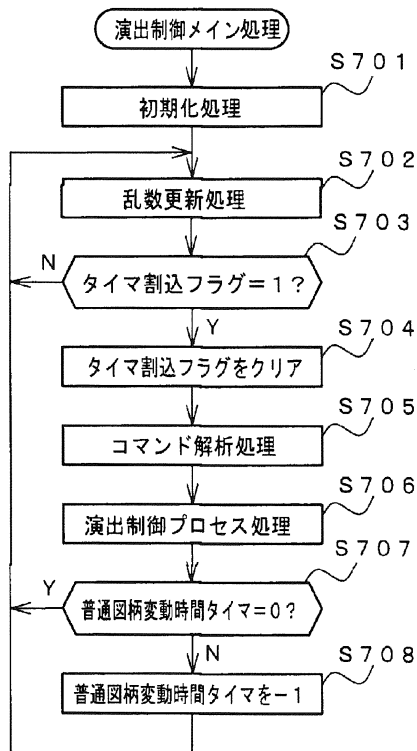 演出制御メイン処理
S701
初期化処理
S702
乱数更新処理
S703
N
タイマ割込フラグ=1?
Y
S704
タイマ割込フラグをクリア
S705
コマンド解析処理
S706
演出制御プロセス処理
S707
Y
普通図柄変動時間タイマ=0?
N
S708
普通図柄変動時間タイマを-1